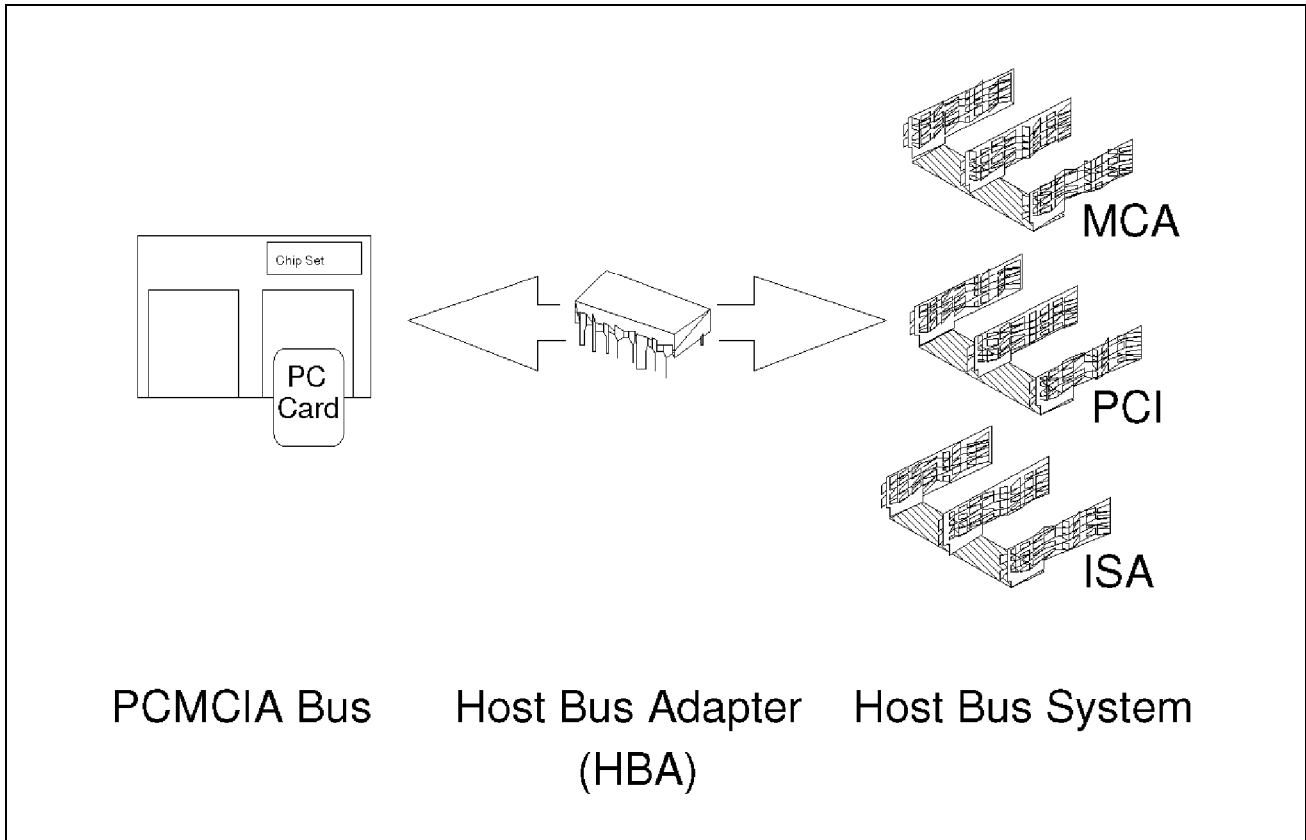 MCA
Chip Set
PC
Card
PCI
ISA
PCMCIA Bus
Host Bus Adapter
(HBA)
Host Bus System